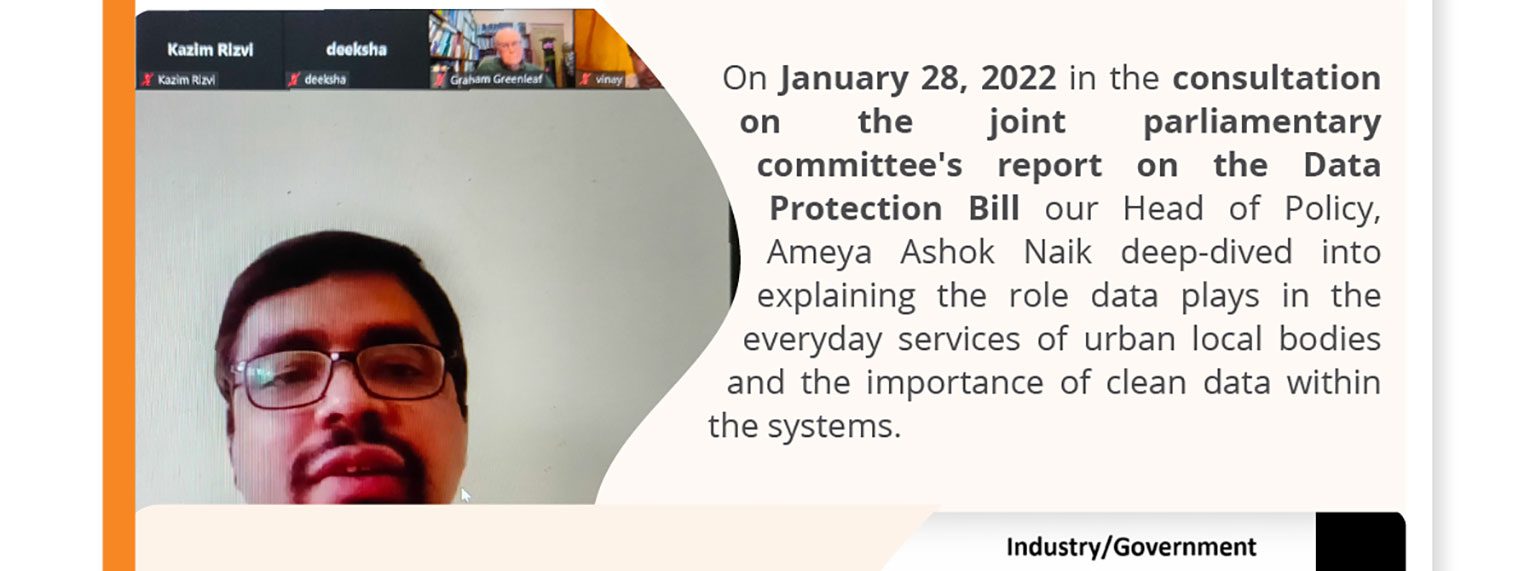 Kazim Rizvi
deeksha
Kazim Rizvi
deeksha
Graham Greenleaf
vinay
On January 28, 2022 in the consultation
on the joint parliamentary
committee's report on the Data
Protection Bill our Head of Policy,
Ameya Ashok Naik deep-dived into
explaining the role data plays in the
everyday services of urban local bodies
and the importance of clean data within
the systems.
Industry/Government